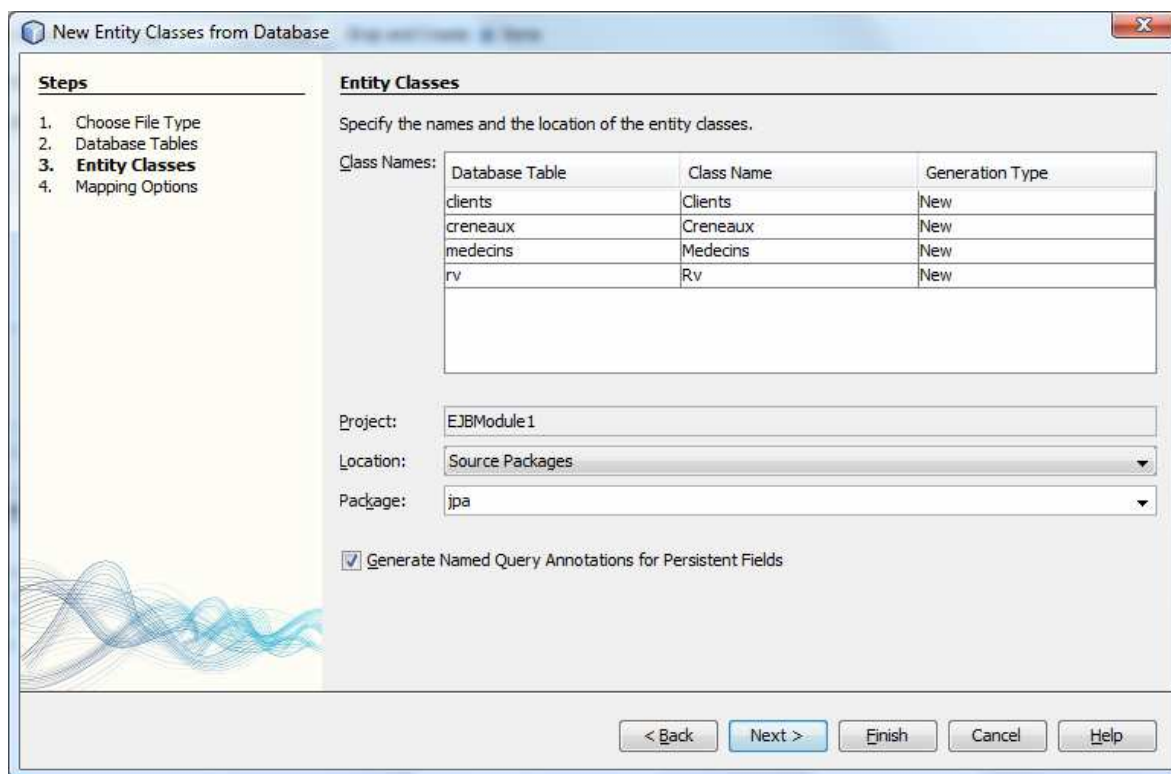 New Entity Classes from Database
Steps
1. Choose File Type
2. Database Tables
3. Entity Classes
4. Mapping Options
Entity Classes
Specify the names and the location of the entity classes.
Class Names:
Database Table Class Name Generation Type
clients Clients New
creneaux Creneaux New
medecins Medecins New
rv Rv New
Project: EJBModule1
Location: Source Packages
Package: jpa
Generate Named Query Annotations for Persistent Fields
< Back Next > Finish Cancel Help